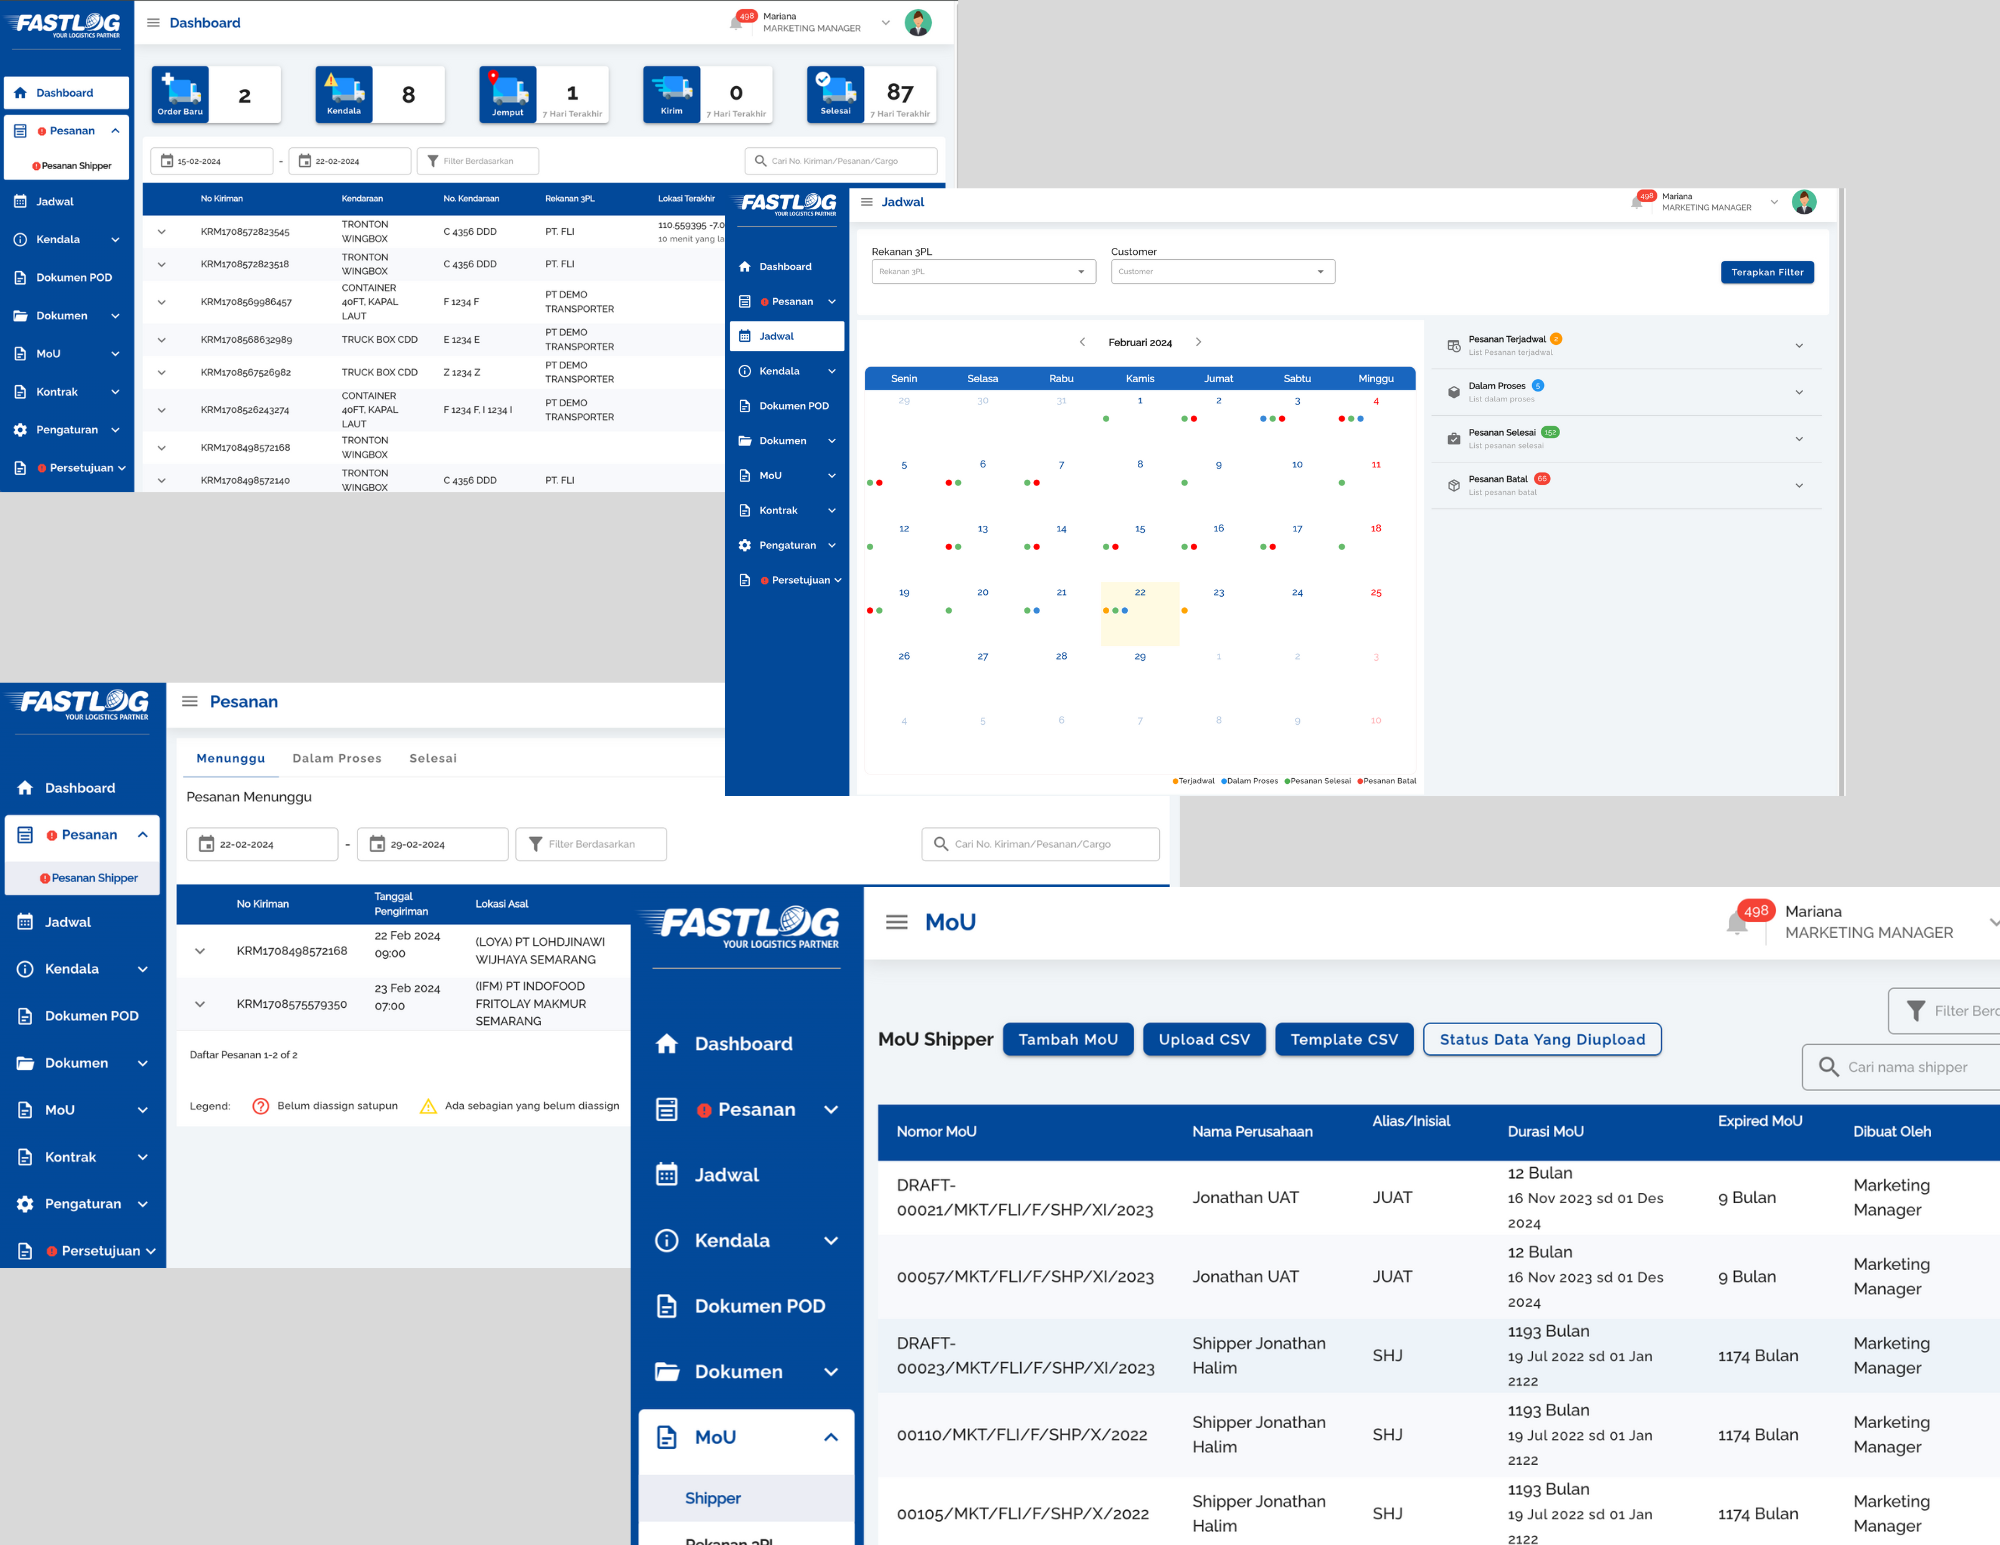 FASTLOG
YOUR LOGISTICS PARTNER
Dashboard
Pesanan
Pesanan Shipper
Jadwal
Kendala
Dokumen POD
Dokumen
MoU
Kontrak
Pengaturan
Persetujuan
Dashboard
498
Mariana
MARKETING MANAGER
Order Baru
2
Kendala
8
Jemput
1
7 Hari Terakhir
Kirim
0
7 Hari Terakhir
Selesai
87
7 Hari Terakhir
15-02-2024 - 22-02-2024 Filter Berdasarkan Cari No. Kiriman/Pesanan/Cargo
No Kiriman Kendaraan No. Kendaraan Rekanan 3PL Lokasi Terakhir
KRM1708572823545 TRONTON WINGBOX C 4356 DDD PT. FLI 110.559395 -7.0
10 menit yang la
KRM1708572823518 TRONTON WINGBOX C 4356 DDD PT. FLI
KRM1708569986457 CONTAINER 40FT, KAPAL LAUT F 1234 F PT DEMO TRANSPORTER
KRM1708568632989 TRUCK BOX CDD E 1234 E PT DEMO TRANSPORTER
KRM1708567526982 TRUCK BOX CDD Z 1234 Z PT DEMO TRANSPORTER
KRM1708526243274 CONTAINER 40FT, KAPAL LAUT F 1234 F, I 1234 I PT DEMO TRANSPORTER
KRM1708498572168 TRONTON WINGBOX
KRM1708498572140 TRONTON WINGBOX C 4356 DDD PT. FLI
FASTLOG
YOUR LOGISTICS PARTNER
Dashboard
Pesanan
Jadwal
Kendala
Dokumen POD
Dokumen
MoU
Kontrak
Pengaturan
Persetujuan
Jadwal
498
Mariana
MARKETING MANAGER
Rekanan 3PL Customer
Rekanan 3PL Customer Terapkan Filter
Februari 2024
Senin Selasa Rabu Kamis Jumat Sabtu Minggu
29 30 31 1 2 3 4
5 6 7 8 9 10 11
12 13 14 15 16 17 18
19 20 21 22 23 24 25
26 27 28 29 1 2 3
4 5 6 7 8 9 10
Terjadwal Dalam Proses Pesanan Selesai Pesanan Batal
Pesanan Terjadwal 2
List Pesanan terjadwal
Dalam Proses 5
List dalam proses
Pesanan Selesai 152
List pesanan selesai
Pesanan Batal 66
List pesanan batal
FASTLOG
YOUR LOGISTICS PARTNER
Dashboard
Pesanan
Pesanan Shipper
Jadwal
Kendala
Dokumen POD
Dokumen
MoU
Kontrak
Pengaturan
Persetujuan
Pesanan
Menunggu Dalam Proses Selesai
Pesanan Menunggu
22-02-2024 - 29-02-2024 Filter Berdasarkan Cari No. Kiriman/Pesanan/Cargo
No Kiriman Tanggal Pengiriman Lokasi Asal
KRM1708498572168 22 Feb 2024 09:00 (LOYA) PT LOHDJINAWI WIJHAYA SEMARANG
KRM1708575579350 23 Feb 2024 07:00 (IFM) PT INDOFOOD FRITOLAY MAKMUR SEMARANG
Daftar Pesanan 1-2 of 2
Legend: Belum diassign satupun Ada sebagian yang belum diassign
FASTLOG
YOUR LOGISTICS PARTNER
Dashboard
Pesanan
Jadwal
Kendala
Dokumen POD
Dokumen
MoU
Shipper
Rekanan 3PL
MoU
498
Mariana
MARKETING MANAGER
Filter Berd
MoU Shipper Tambah MoU Upload CSV Template CSV Status Data Yang Diupload
Cari nama shipper
Nomor MoU Nama Perusahaan Alias/Inisial Durasi MoU Expired MoU Dibuat Oleh
DRAFT-00021/MKT/FLI/F/SHP/XI/2023 Jonathan UAT JUAT 12 Bulan 16 Nov 2023 sd 01 Des 2024 9 Bulan Marketing Manager
00057/MKT/FLI/F/SHP/XI/2023 Jonathan UAT JUAT 12 Bulan 16 Nov 2023 sd 01 Des 2024 9 Bulan Marketing Manager
DRAFT-00023/MKT/FLI/F/SHP/XI/2023 Shipper Jonathan Halim SHJ 1193 Bulan 19 Jul 2022 sd 01 Jan 2122 1174 Bulan Marketing Manager
00110/MKT/FLI/F/SHP/X/2022 Shipper Jonathan Halim SHJ 1193 Bulan 19 Jul 2022 sd 01 Jan 2122 1174 Bulan Marketing Manager
00105/MKT/FLI/F/SHP/X/2022 Shipper Jonathan Halim SHJ 1193 Bulan 19 Jul 2022 sd 01 Jan 2122 1174 Bulan Marketing Manager